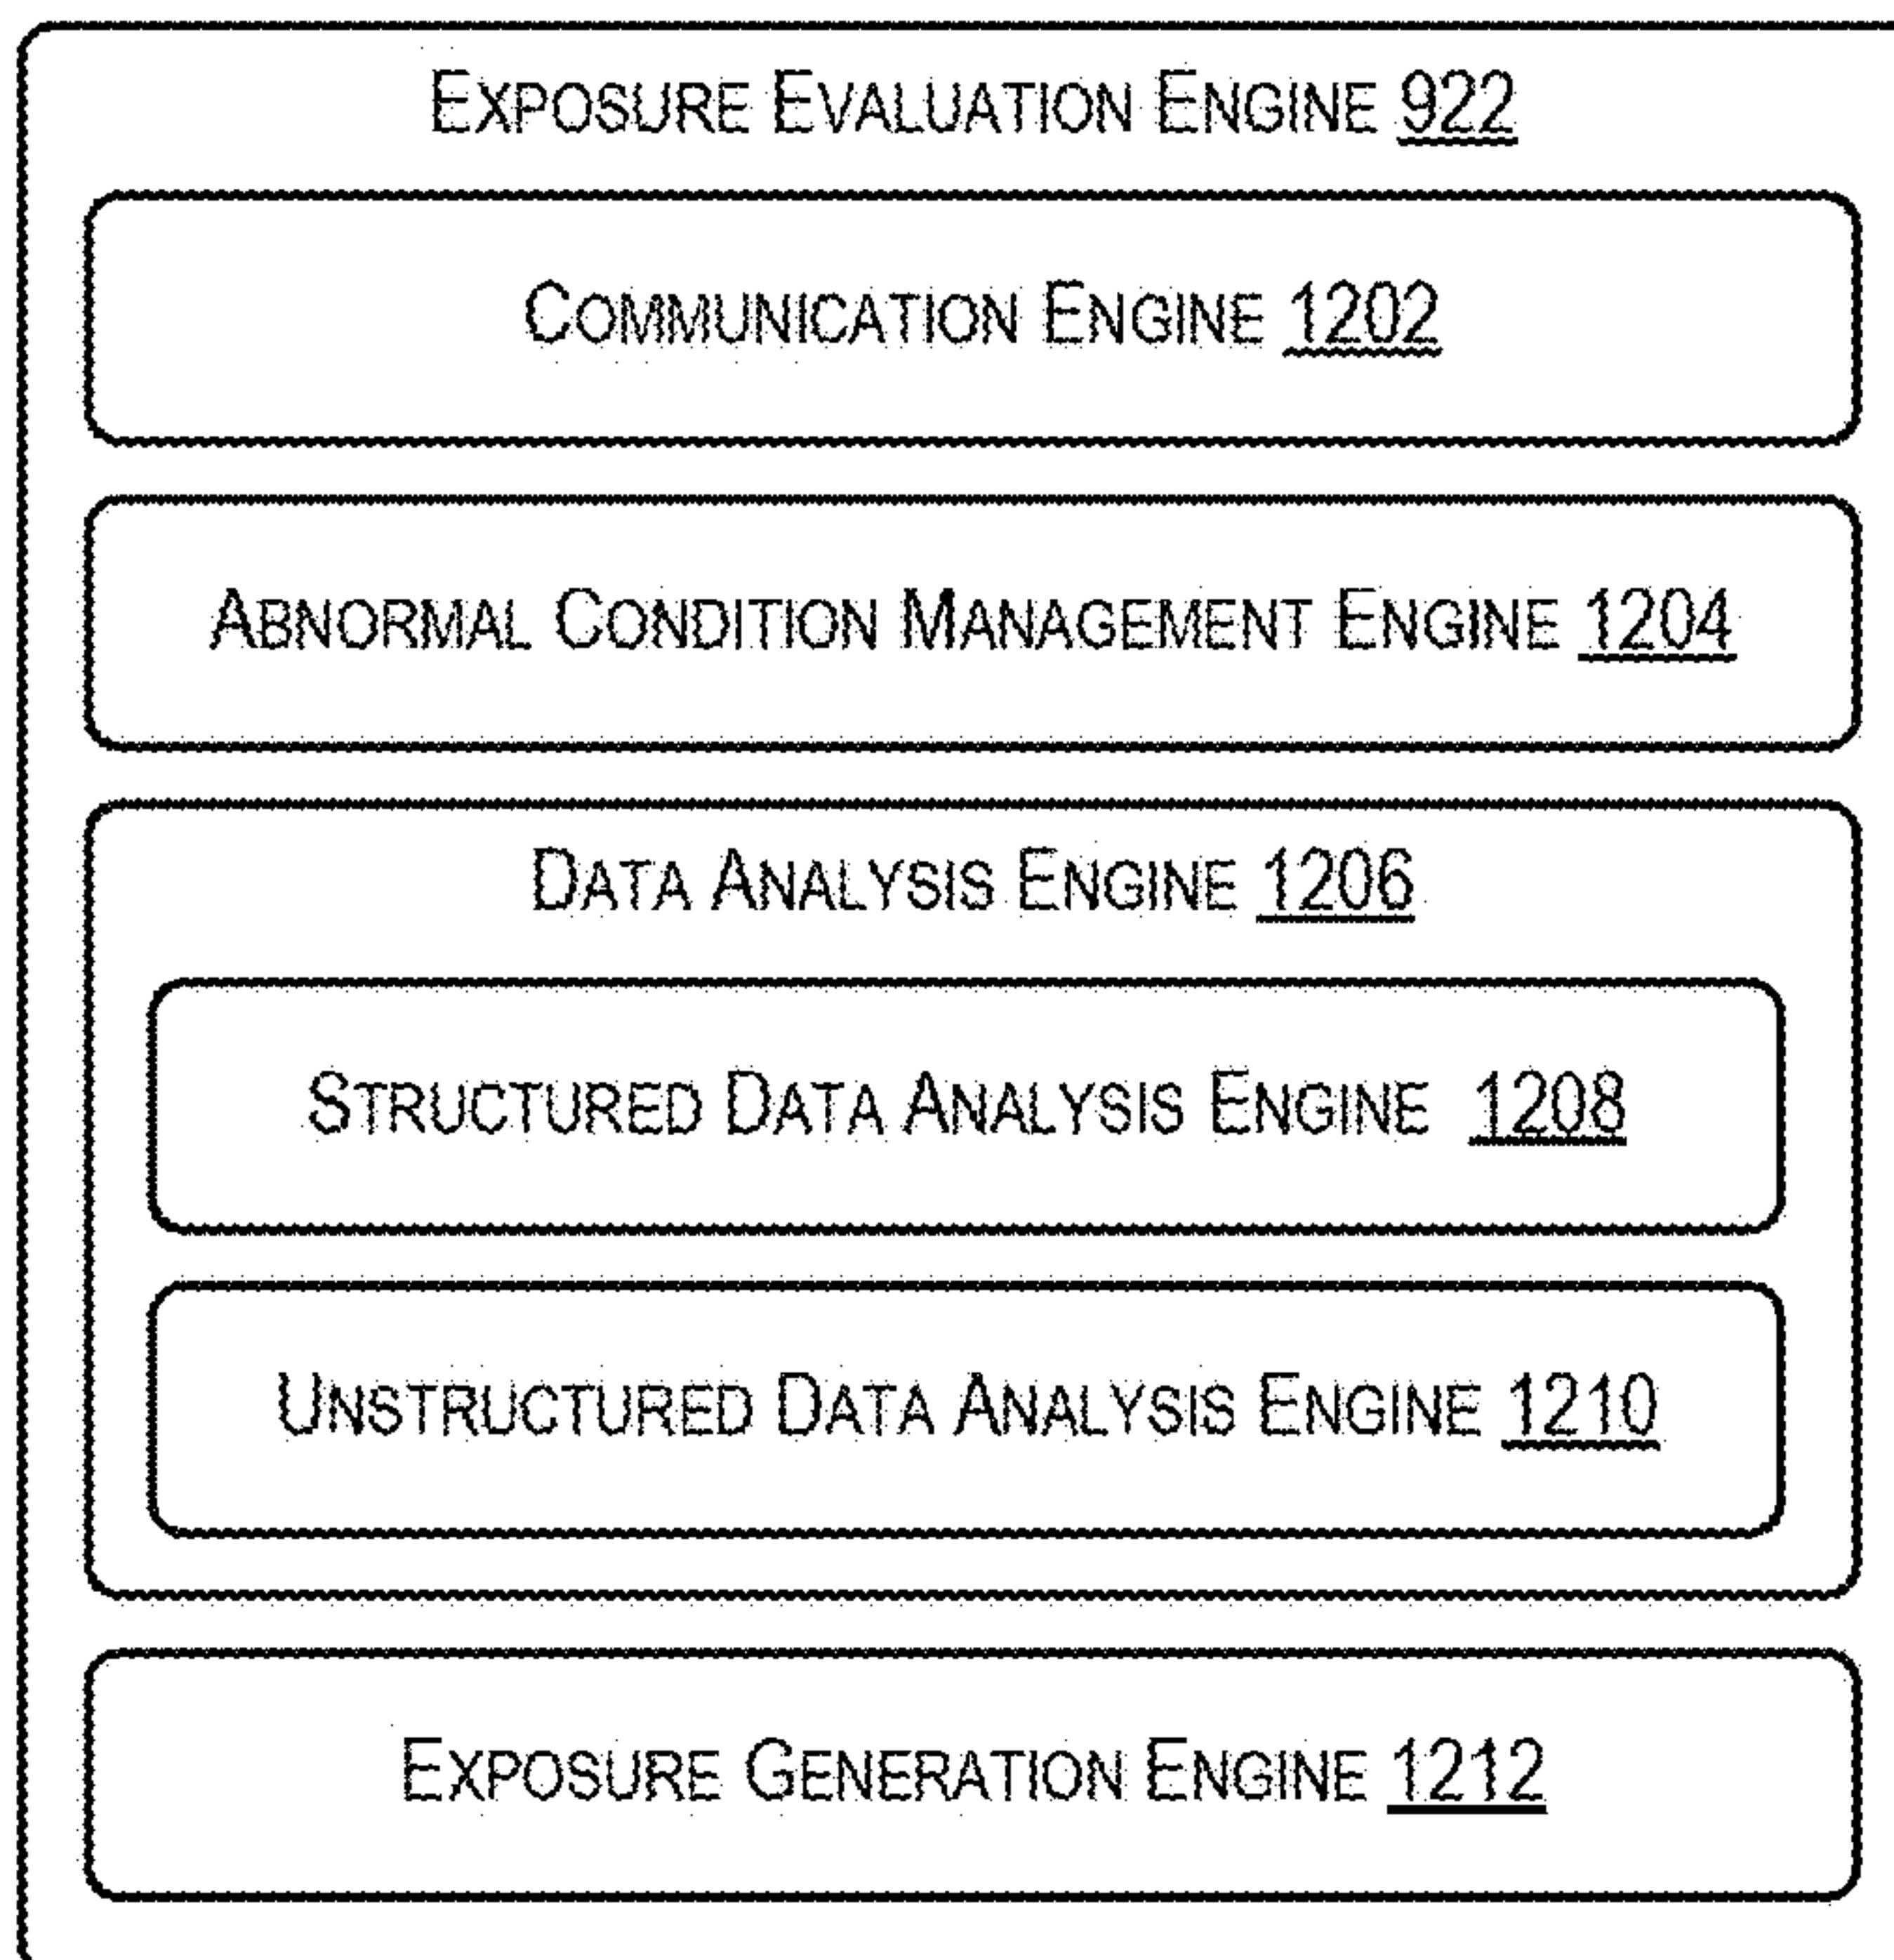 EXPOSURE EVALUATION ENGINE 922
COMMUNICATION ENGINE 1202
ABNORMAL CONDITION MANAGEMENT ENGINE 1204
DATA ANALYSIS ENGINE 1206
STRUCTURED DATA ANALYSIS ENGINE 1208
UNSTRUCTURED DATA ANALYSIS ENGINE 1210
EXPOSURE GENERATION ENGINE 1212